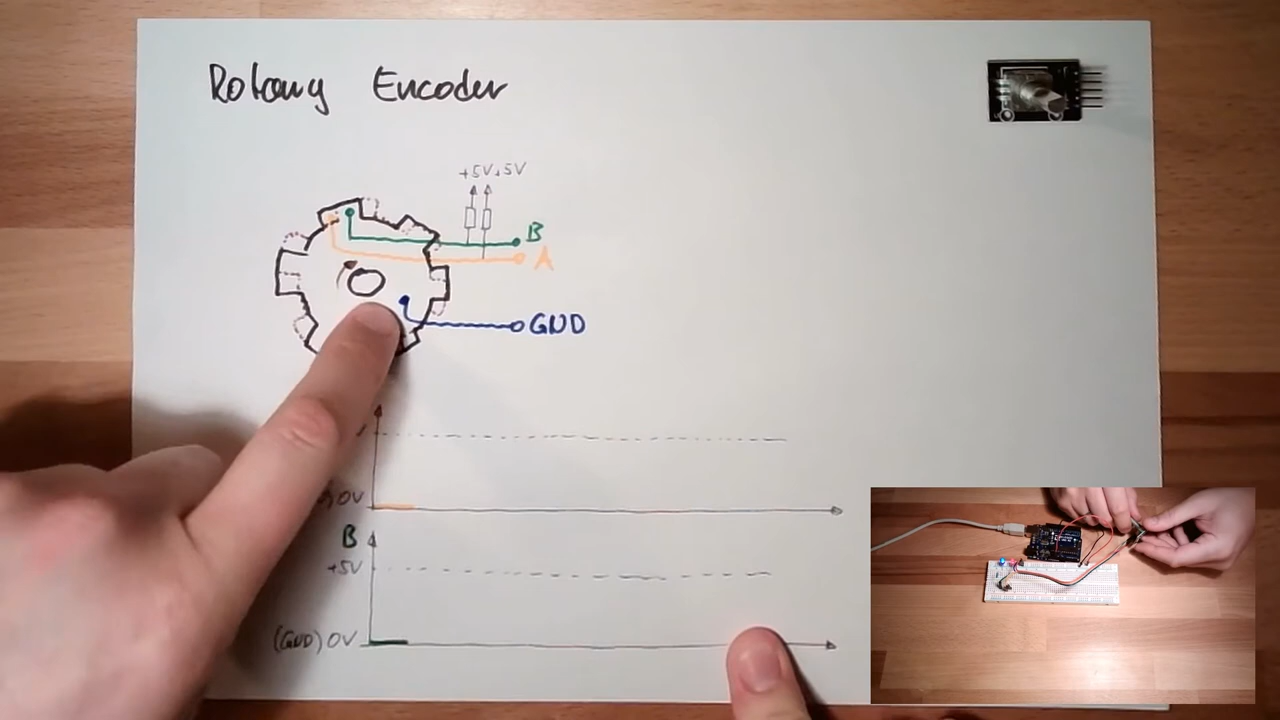 Rotary Encoder
+5V +5V
B
A
GND
0V
B
+5V
(GND) 0V